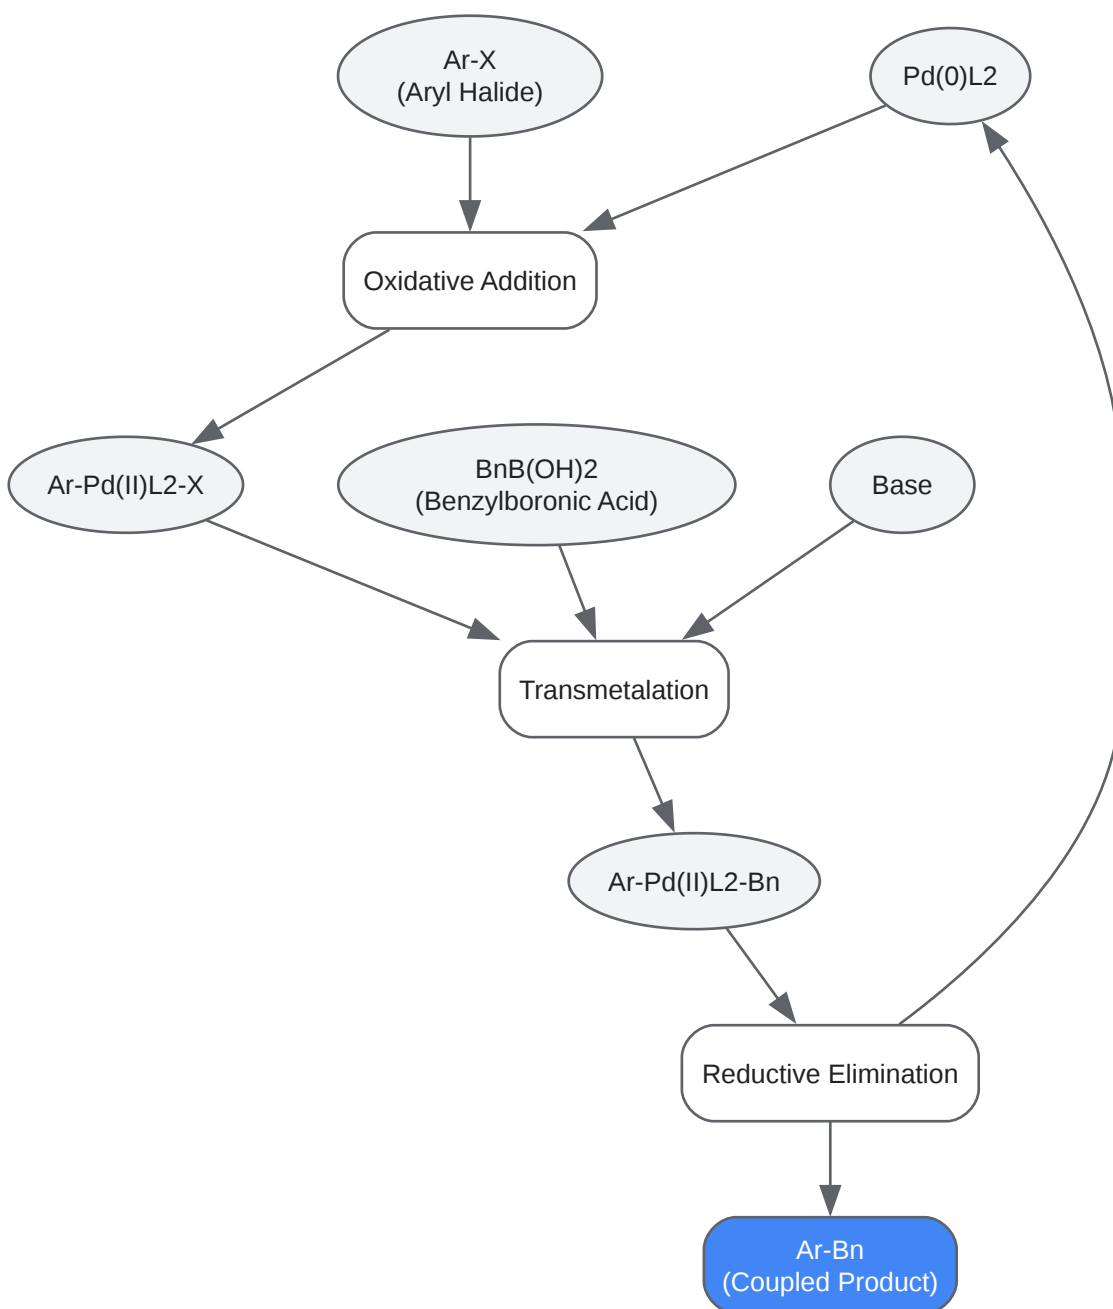 Ar-X
(Aryl Halide)
Pd(0)L2
Oxidative Addition
Ar-Pd(II)L2-X
BnB(OH)2
(Benzylboronic Acid)
Base
Transmetalation
Ar-Pd(II)L2-Bn
Reductive Elimination
Ar-Bn
(Coupled Product)